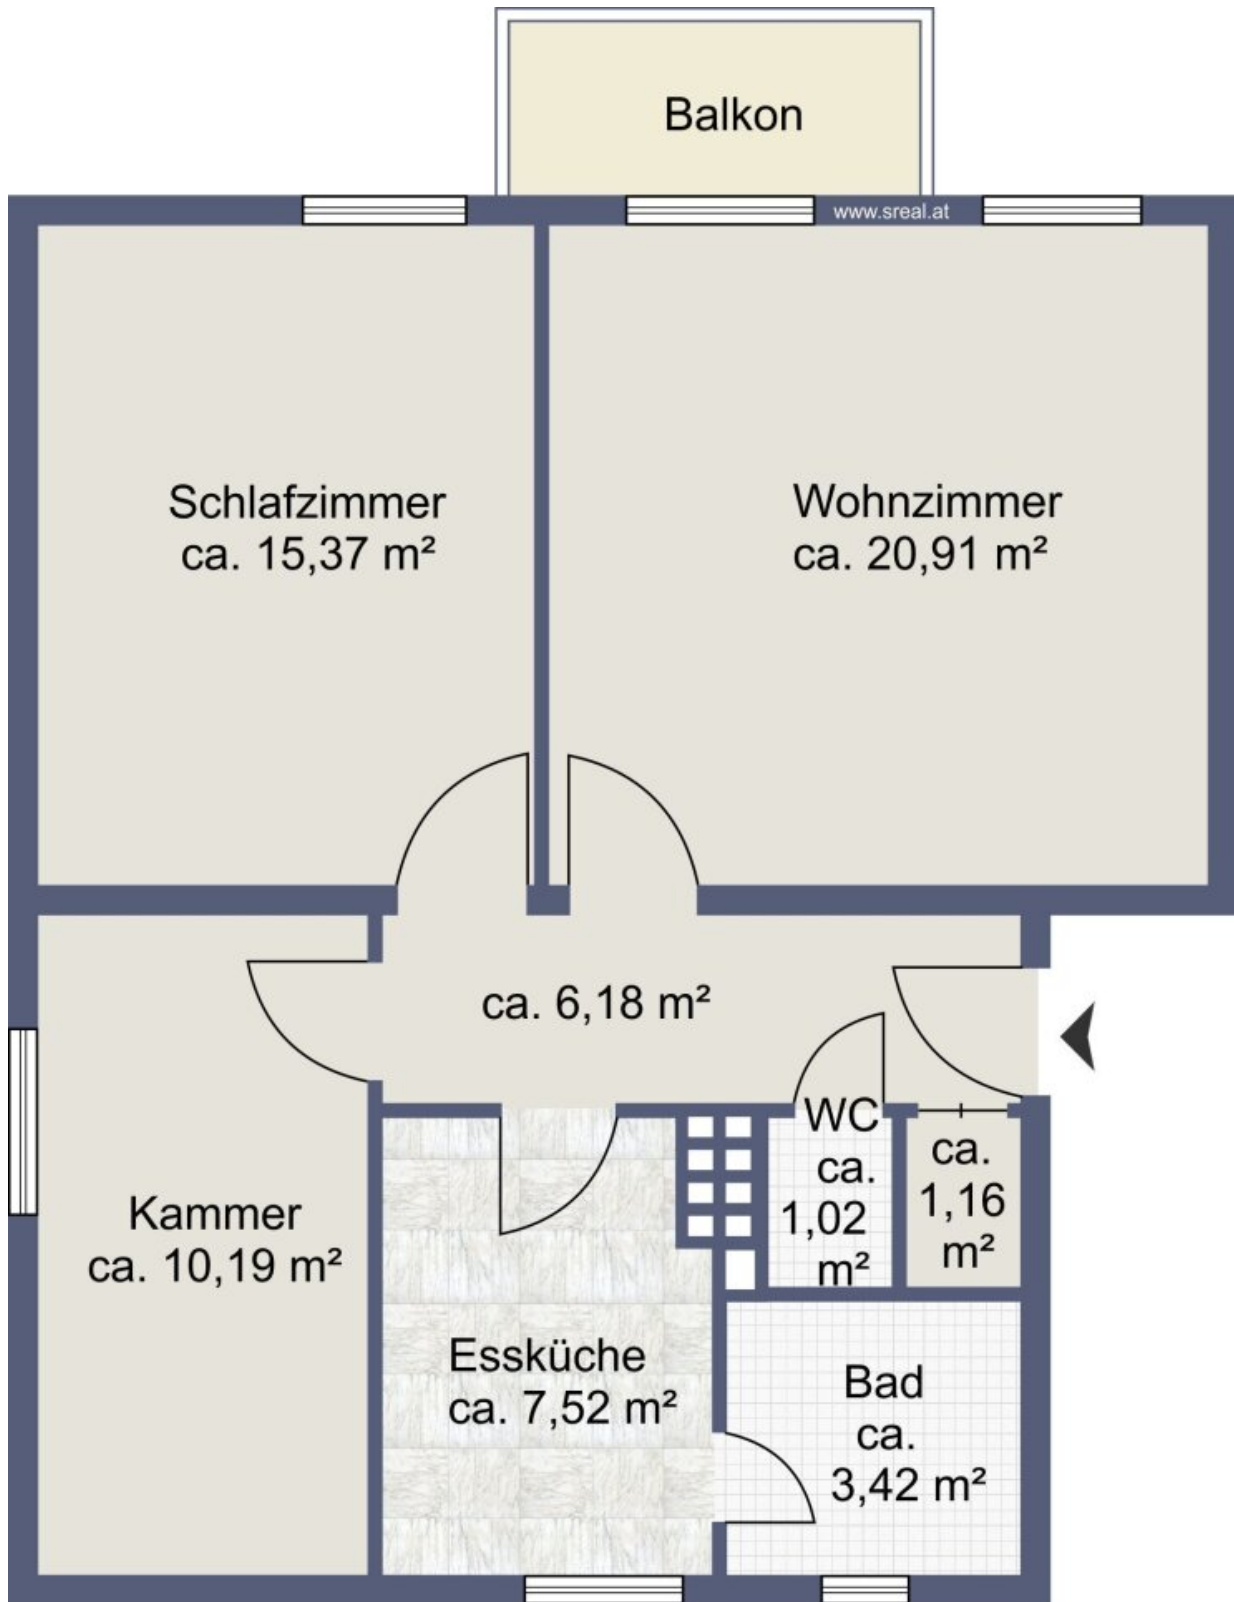 Balkon
www.sreal.at
Schlafzimmer
ca. 15,37 m²
Wohnzimmer
ca. 20,91 m²
ca. 6,18 m²
WC
ca.
1,02
m²
ca.
1,16
m²
Kammer
ca. 10,19 m²
Essküche
ca. 7,52 m²
Bad
ca.
3,42 m²